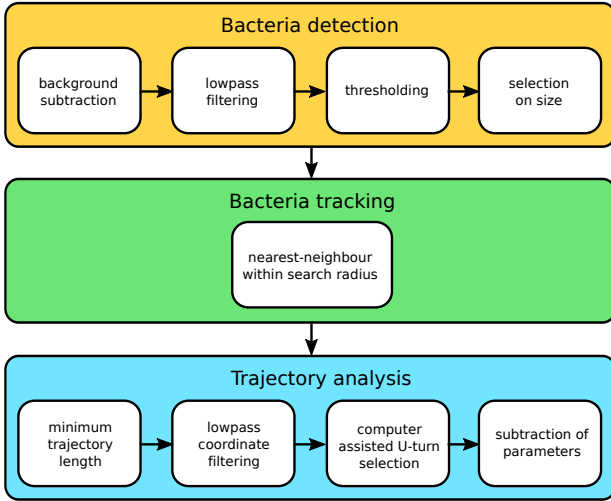 Bacteria detection
background
subtraction
lowpass
filtering
thresholding
selection
on size
Bacteria tracking
nearest-neighbour
within search radius
Trajectory analysis
minimum
trajectory
length
lowpass
coordinate
filtering
computer
assisted U-turn
selection
subtraction of
parameters